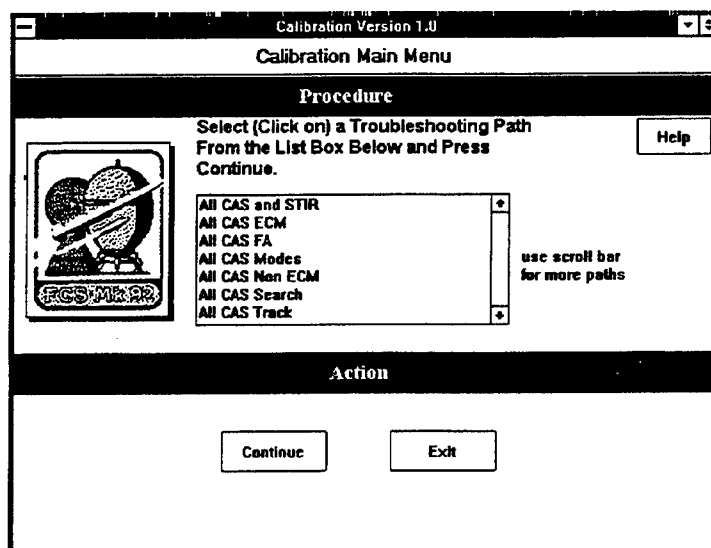 Calibration Version 1.0
Calibration Main Menu
Procedure
Select (Click on) a Troubleshooting Path
From the List Box Below and Press
Continue.
Help
All CAS and STIR
All CAS ECM
All CAS FA
All CAS Modes
All CAS Non ECM
All CAS Search
All CAS Track
use scroll bar
for more paths
FCS Mk 92
Action
Continue
Exit